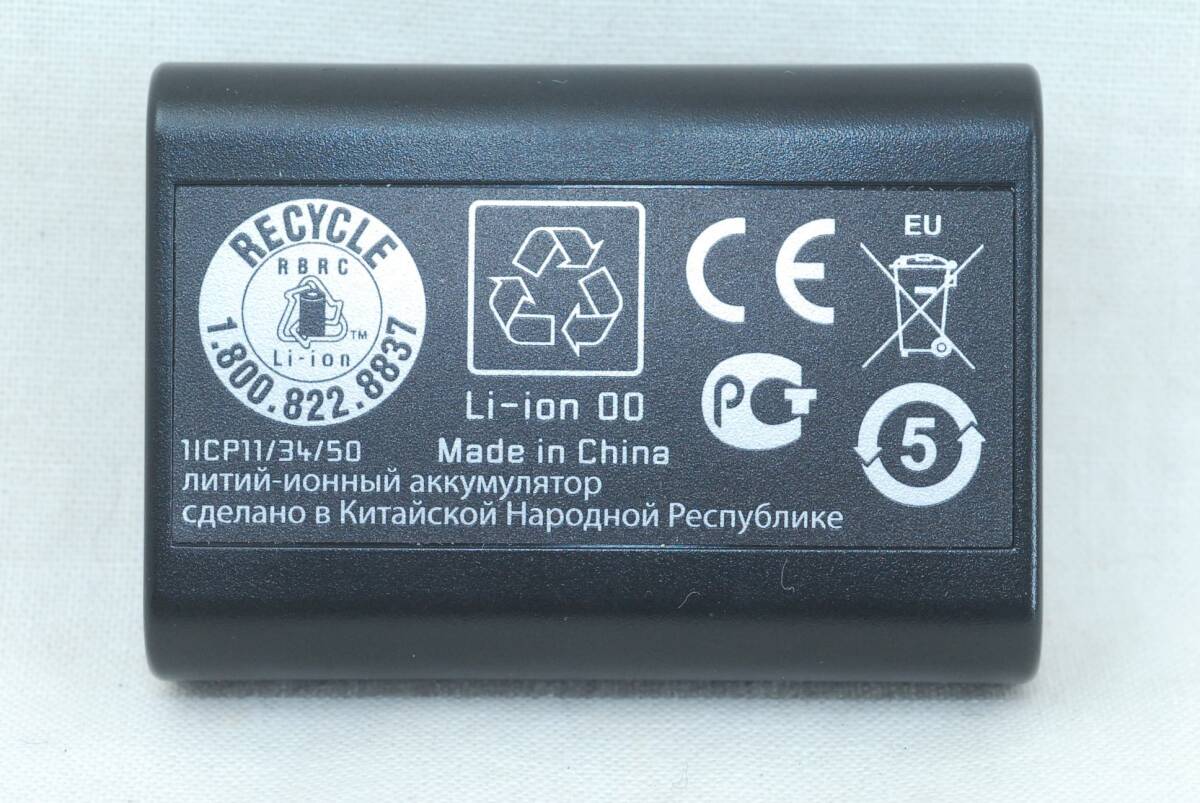 RECYCLE
RBRC
TM
Li-ion
1.800.822.8837
Li-ion 00
CE
EU
РСТ
5
1ICP11/34/50
Made in China
литий-ионный аккумулятор
сделано в Китайской Народной Республике